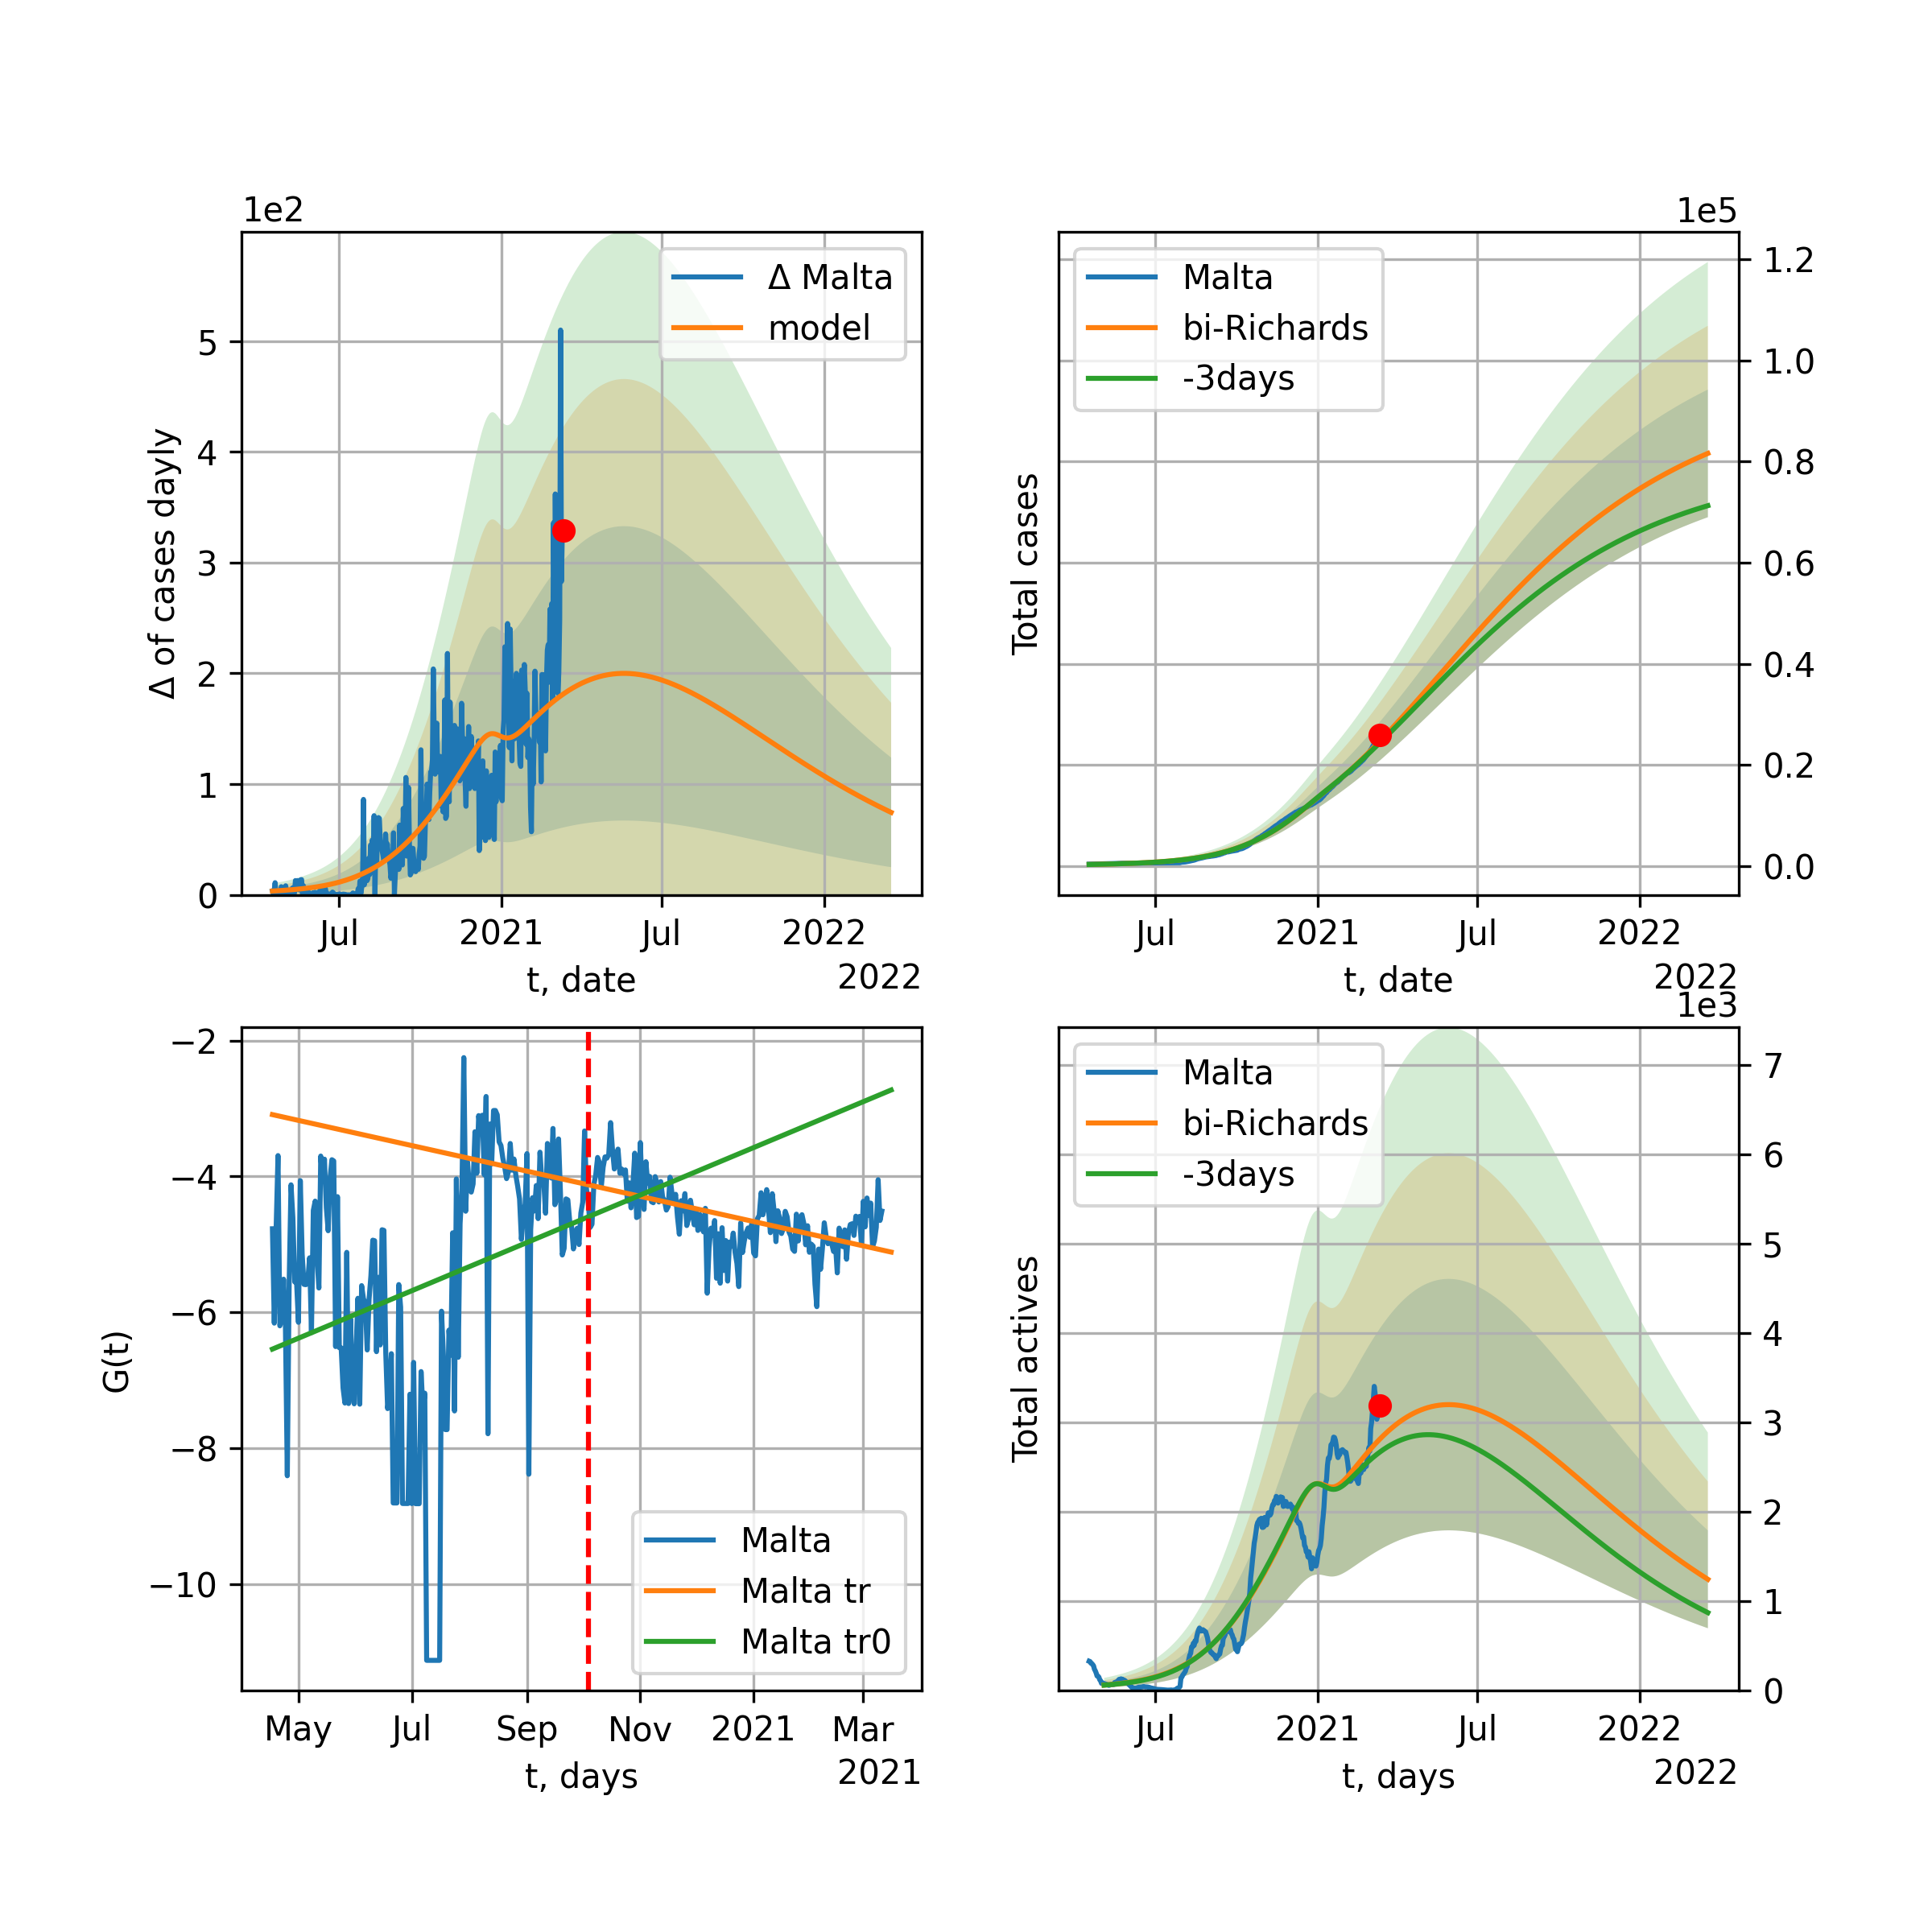 1e2
Δ Malta
model
5
4
3
2
1
0
Δ of cases dayly
Jul
2021
Jul
2022
t, date
2022
1e5
Malta
bi-Richards
-3days
1.2
1.0
0.8
0.6
0.4
0.2
0.0
Total cases
Jul
2021
Jul
2022
t, date
2022
−2
−4
−6
−8
−10
G(t)
Malta
Malta tr
Malta tr0
May
Jul
Sep
Nov
2021
Mar
t, days
2021
1e3
Malta
bi-Richards
-3days
7
6
5
4
3
2
1
0
Total actives
Jul
2021
Jul
2022
t, days
2022